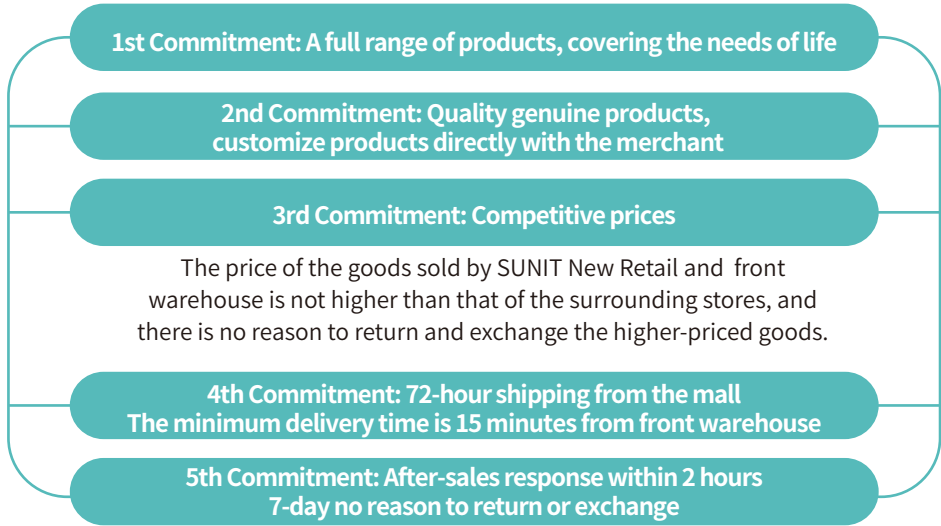 1st Commitment: A full range of products, covering the needs of life
2nd Commitment: Quality genuine products,
customize products directly with the merchant
3rd Commitment: Competitive prices
The price of the goods sold by SUNIT New Retail and front
warehouse is not higher than that of the surrounding stores, and
there is no reason to return and exchange the higher-priced goods.
4th Commitment: 72-hour shipping from the mall
The minimum delivery time is 15 minutes from front warehouse
5th Commitment: After-sales response within 2 hours
7-day no reason to return or exchange